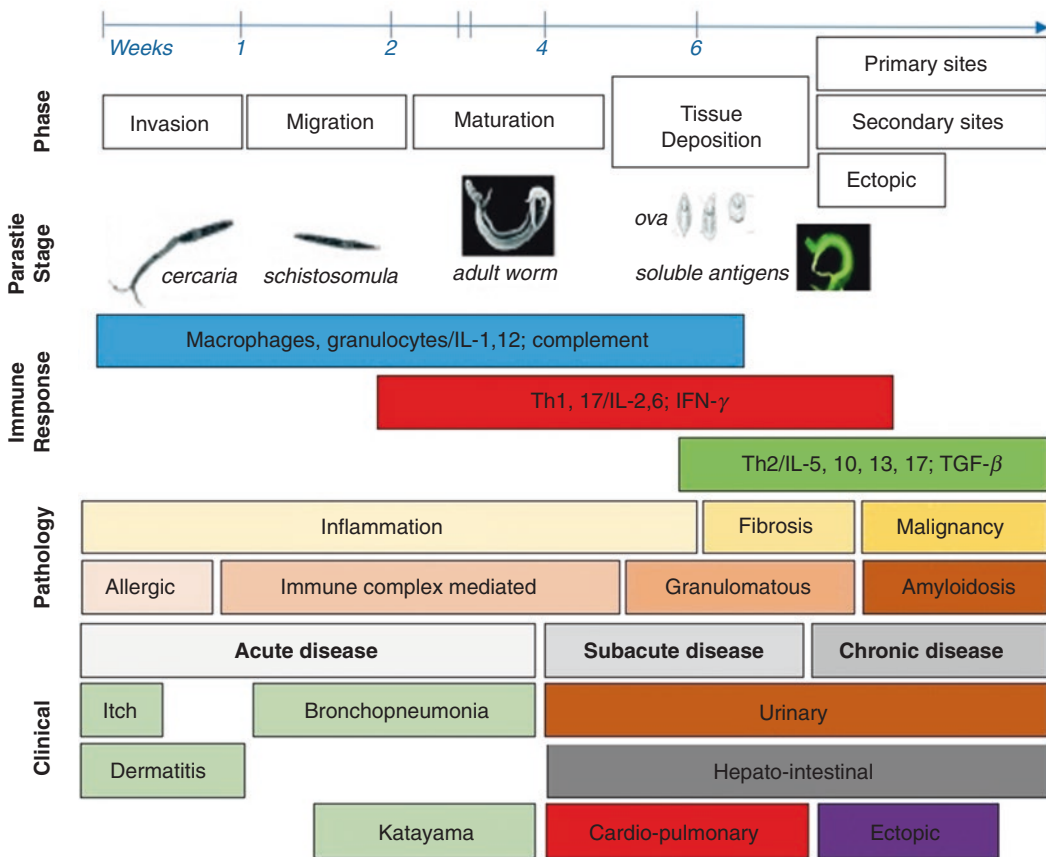 Weeks 1 2 4 6
Phase
Invasion
Migration
Maturation
Tissue
Deposition
Primary sites
Secondary sites
Ectopic
Parastie
Stage
cercaria
schistosomula
adult worm
ova
soluble antigens
Immune
Response
Macrophages, granulocytes/IL-1,12; complement
Th1, 17/IL-2,6; IFN-γ
Th2/IL-5, 10, 13, 17; TGF-β
Pathology
Inflammation
Fibrosis
Malignancy
Allergic
Immune complex mediated
Granulomatous
Amyloidosis
Clinical
Acute disease
Subacute disease
Chronic disease
Itch
Bronchopneumonia
Urinary
Dermatitis
Hepato-intestinal
Katayama
Cardio-pulmonary
Ectopic